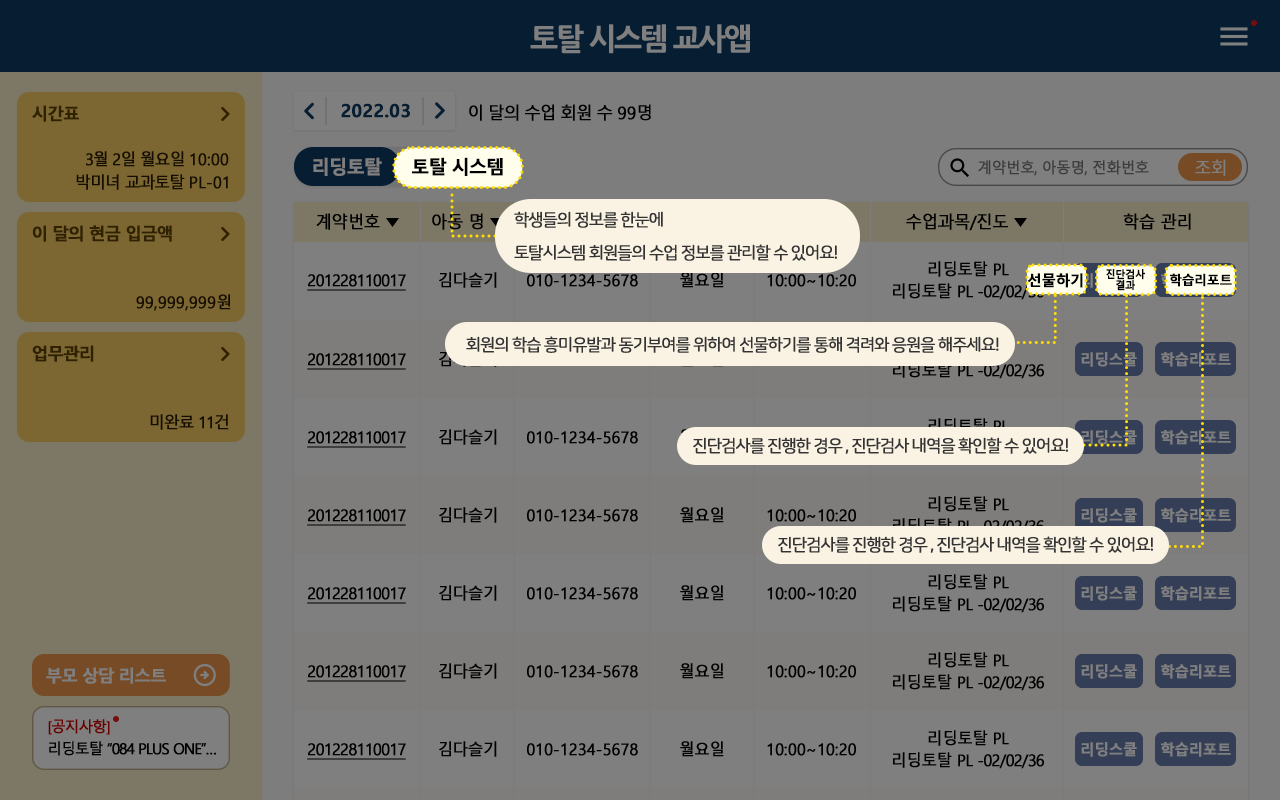 토탈 시스템 교사앱
시간표
3월 2일 월요일 10:00
박미녀 교과토탈 PL-01
이 달의 현금 입금액
99,999,999원
업무관리
미완료 11건
부모 상담 리스트
[공지사항]
리딩토탈 "084 PLUS ONE"...
2022.03 이 달의 수업 회원 수 99명
리딩토탈 토탈 시스템
계약번호, 아동명, 전화번호 조회
학생들의 정보를 한눈에
토탈시스템 회원들의 수업 정보를 관리할 수 있어요!
계약번호 아동 명 수업과목/진도 학습 관리
201228110017 김다슬기 010-1234-5678 월요일 10:00~10:20 리딩토탈 PL
리딩토탈 PL -02/02/36
선물하기 진단검사 결과 학습리포트
회원의 학습 흥미유발과 동기부여를 위하여 선물하기를 통해 격려와 응원을 해주세요!
201228110017
리딩토탈 PL -02/02/36 리딩스쿨 학습리포트
201228110017 김다슬기 010-1234-5678 리딩토탈 PL
리딩스쿨 학습리포트
진단검사를 진행한 경우 , 진단검사 내역을 확인할 수 있어요!
201228110017 김다슬기 010-1234-5678 월요일 10:00~10:20 리딩토탈 PL
리딩토탈 PL -02/02/36 리딩스쿨 학습리포트
진단검사를 진행한 경우 , 진단검사 내역을 확인할 수 있어요!
201228110017 김다슬기 010-1234-5678 월요일 10:00~10:20 리딩토탈 PL
리딩토탈 PL -02/02/36 리딩스쿨 학습리포트
201228110017 김다슬기 010-1234-5678 월요일 10:00~10:20 리딩토탈 PL
리딩토탈 PL -02/02/36 리딩스쿨 학습리포트
201228110017 김다슬기 010-1234-5678 월요일 10:00~10:20 리딩토탈 PL
리딩토탈 PL -02/02/36 리딩스쿨 학습리포트